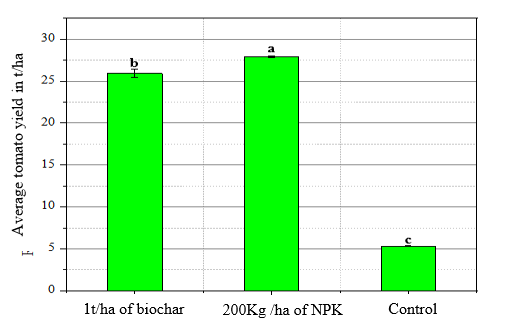 Average tomato yield in t/ha
30
25
20
15
10
5
0
b
a
c
1t/ha of biochar
200Kg /ha of NPK
Control